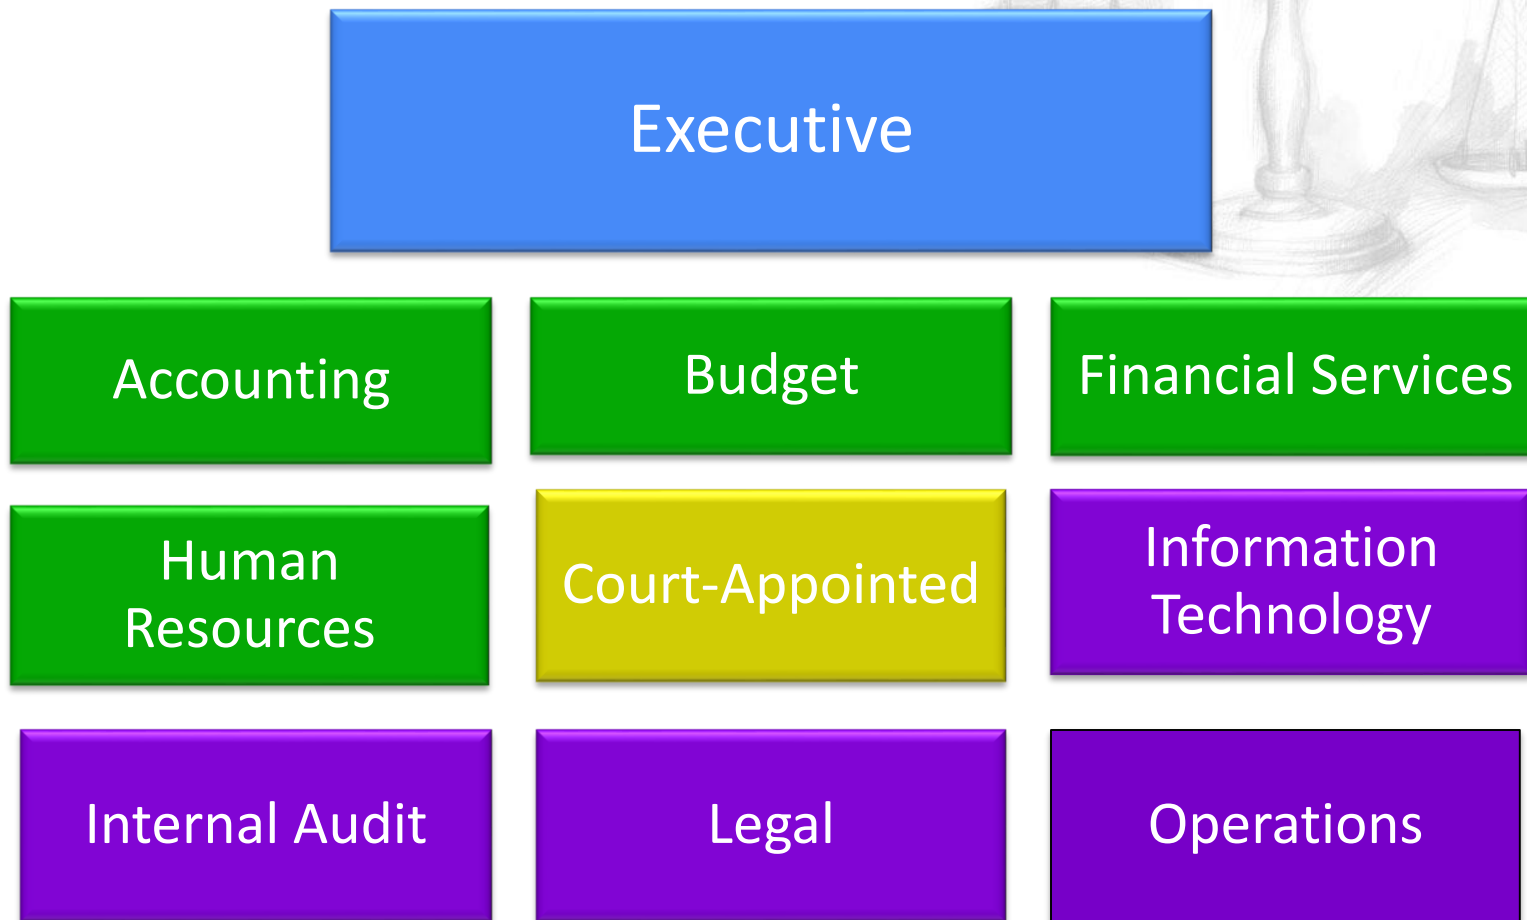 Executive
Accounting
Budget
Financial Services
Human
Resources
Court-Appointed
Information
Technology
Internal Audit
Legal
Operations